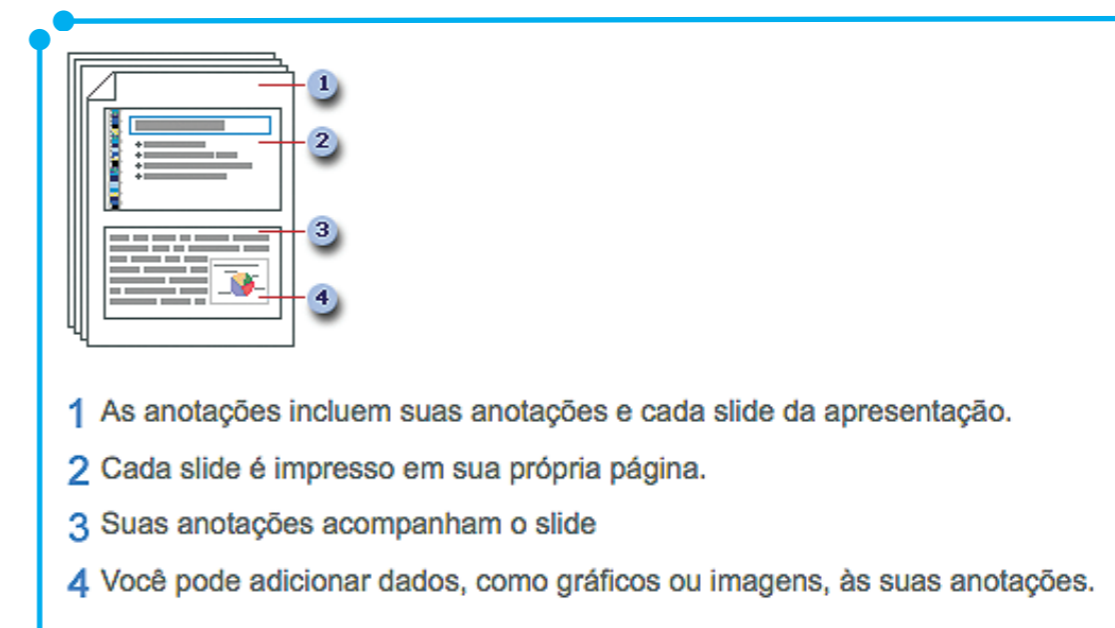 1
2
3
4
1 As anotações incluem suas anotações e cada slide da apresentação.
2 Cada slide é impresso em sua própria página.
3 Suas anotações acompanham o slide
4 Você pode adicionar dados, como gráficos ou imagens, às suas anotações.